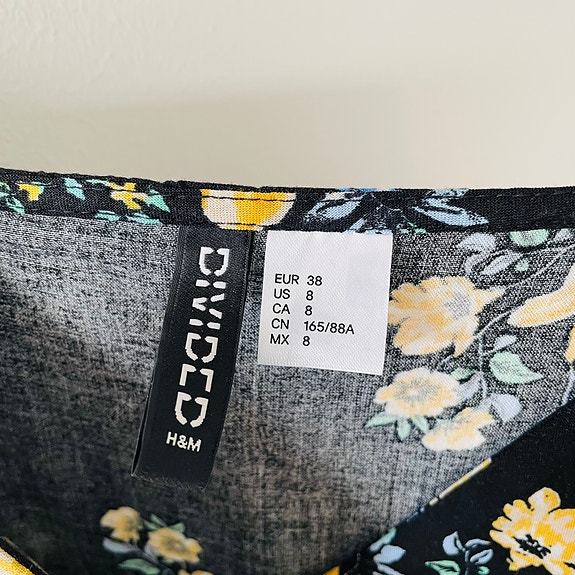 DIVIDED
H&M
EUR 38
US 8
CA 8
CN 165/88A
MX 8